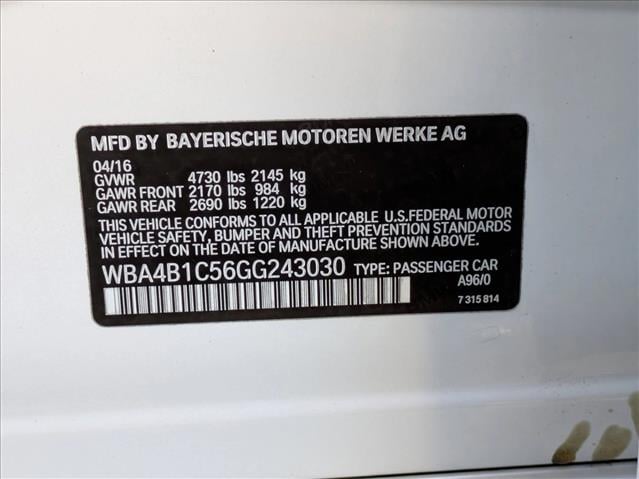 MFD BY BAYERISCHE MOTOREN WERKE AG
04/16
GVWR 4730 lbs 2145 kg
GAWR FRONT 2170 lbs 984 kg
GAWR REAR 2690 lbs 1220 kg
THIS VEHICLE CONFORMS TO ALL APPLICABLE U.S.FEDERAL MOTOR
VEHICLE SAFETY, BUMPER AND THEFT PREVENTION STANDARDS
IN EFFECT ON THE DATE OF MANUFACTURE SHOWN ABOVE.
WBA4B1C56GG243030 TYPE: PASSENGER CAR
A96/0
7 315 814